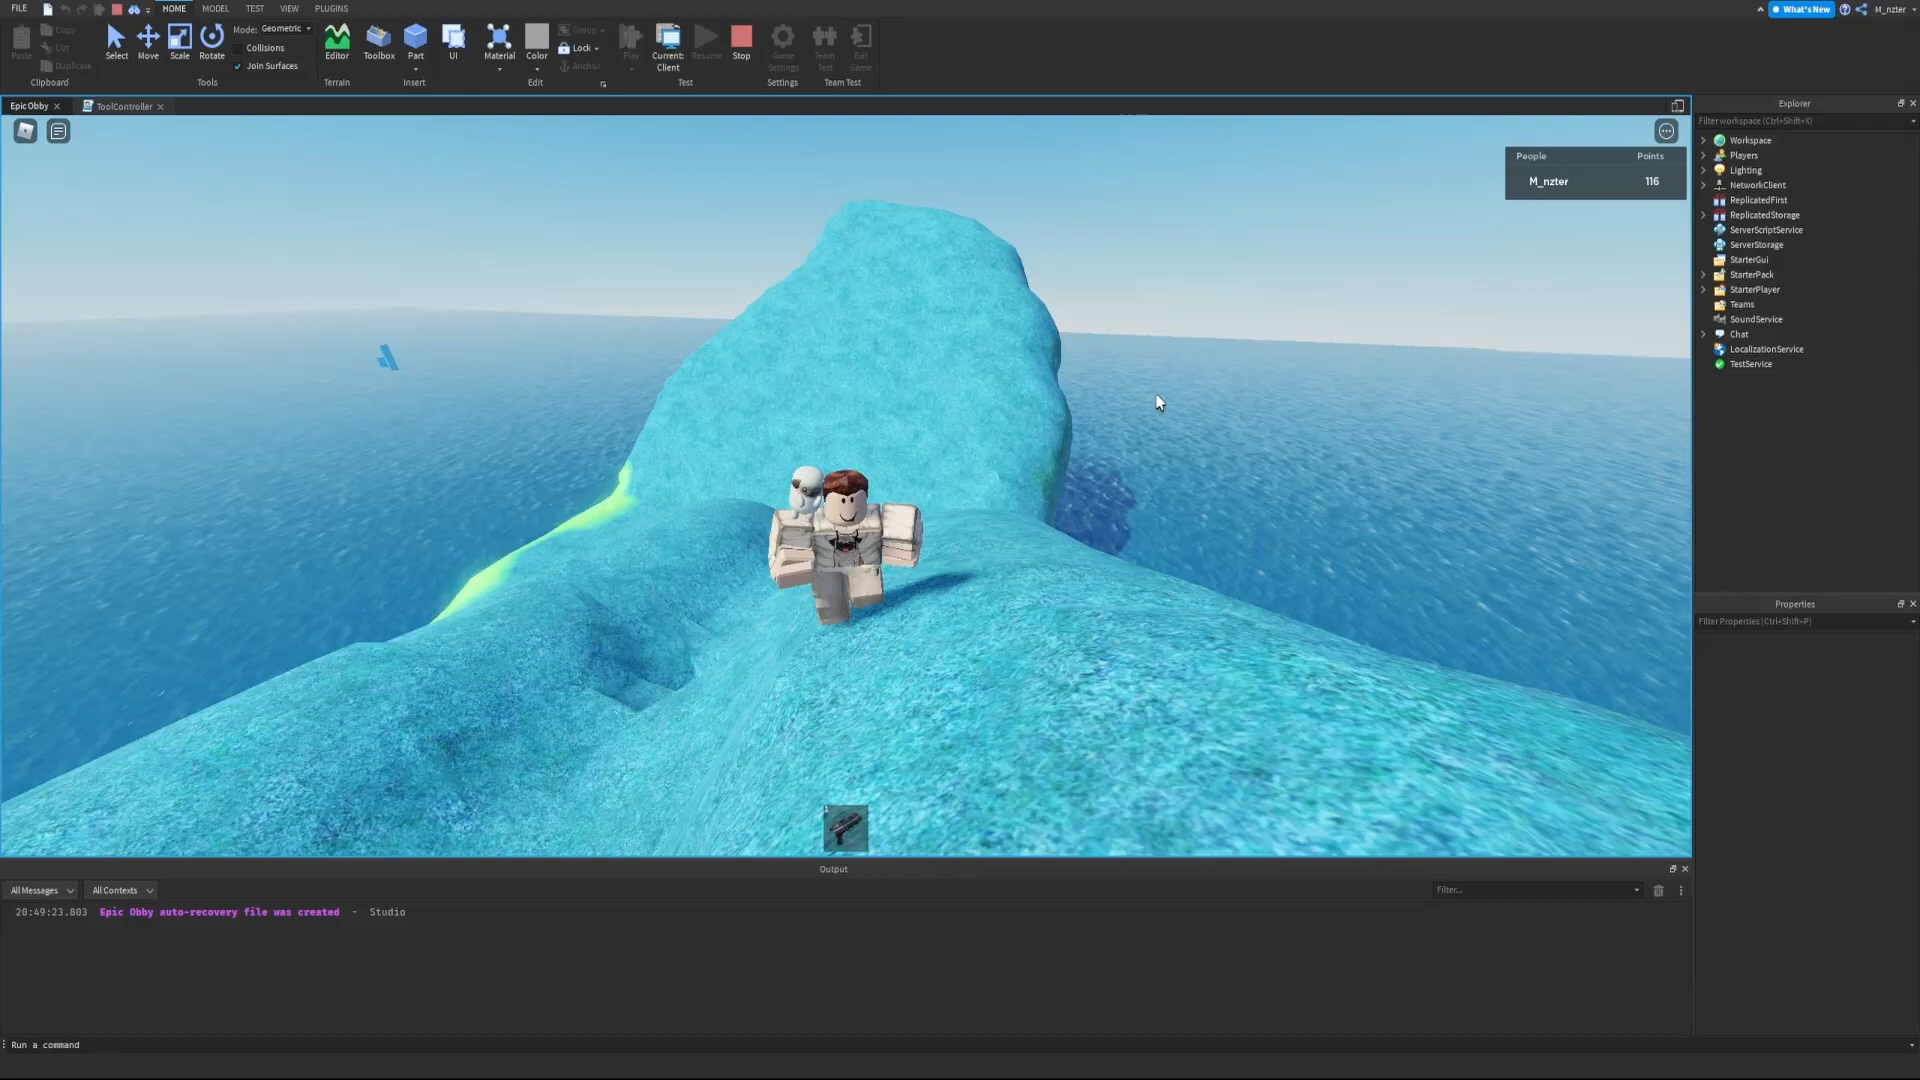 FILE HOME MODEL TEST VIEW PLUGINS What's New M_nzter
Paste Copy Cut Duplicate Select Move Scale Rotate Mode: Geometric Collisions Join Surfaces Editor Toolbox Part UI Material Color Group Lock Anchor Play Current: Client Resume Stop Game Settings Team Test Exit Game
Clipboard Tools Terrain Insert Edit Test Settings Team Test
Epic Obby ToolController
People Points
M_nzter 116
1
Explorer
Filter workspace (Ctrl+Shift+X)
Workspace
Players
Lighting
NetworkClient
ReplicatedFirst
ReplicatedStorage
ServerScriptService
ServerStorage
StarterGui
StarterPack
StarterPlayer
Teams
SoundService
Chat
LocalizationService
TestService
Properties
Filter Properties (Ctrl+Shift+P)
Output
All Messages All Contexts Filter...
20:49:23.803 Epic Obby auto-recovery file was created - Studio
Run a command